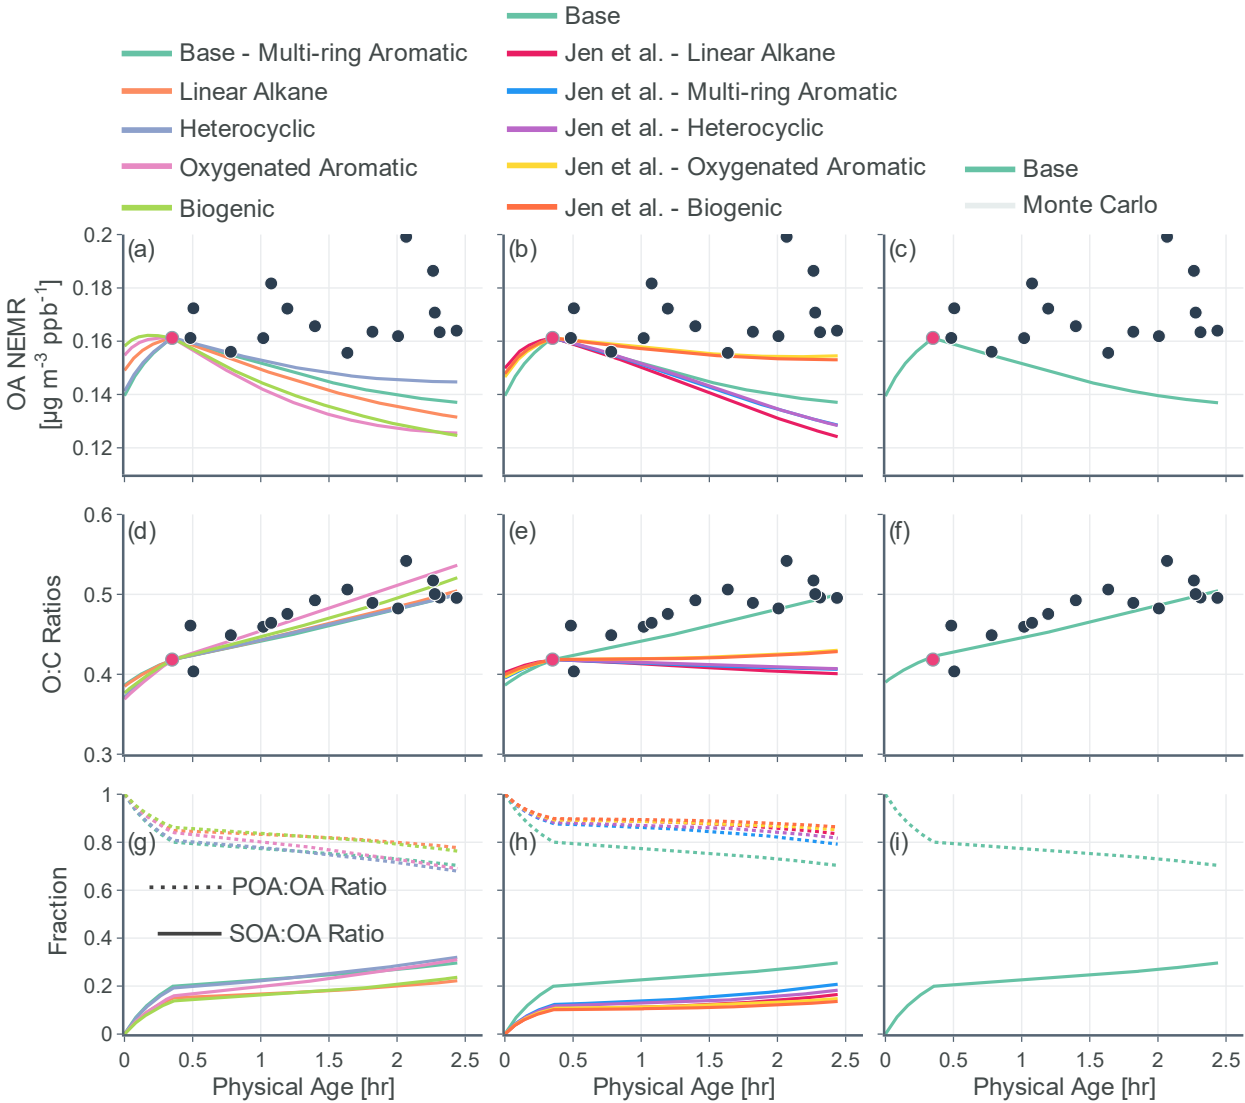 Base
Base - Multi-ring Aromatic
Jen et al. - Linear Alkane
Linear Alkane
Jen et al. - Multi-ring Aromatic
Heterocyclic
Jen et al. - Heterocyclic
Oxygenated Aromatic
Jen et al. - Oxygenated Aromatic
Base
Biogenic
Jen et al. - Biogenic
Monte Carlo
OA NEMR
[µg m⁻³ ppb⁻¹]
0.2
0.18
0.16
0.14
0.12
(a)
(b)
(c)
O:C Ratios
0.6
0.5
0.4
0.3
(d)
(e)
(f)
Fraction
1
0.8
0.6
0.4
0.2
0
(g)
(h)
(i)
POA:OA Ratio
SOA:OA Ratio
0 0.5 1 1.5 2 2.5
0 0.5 1 1.5 2 2.5
0 0.5 1 1.5 2 2.5
Physical Age [hr]
Physical Age [hr]
Physical Age [hr]